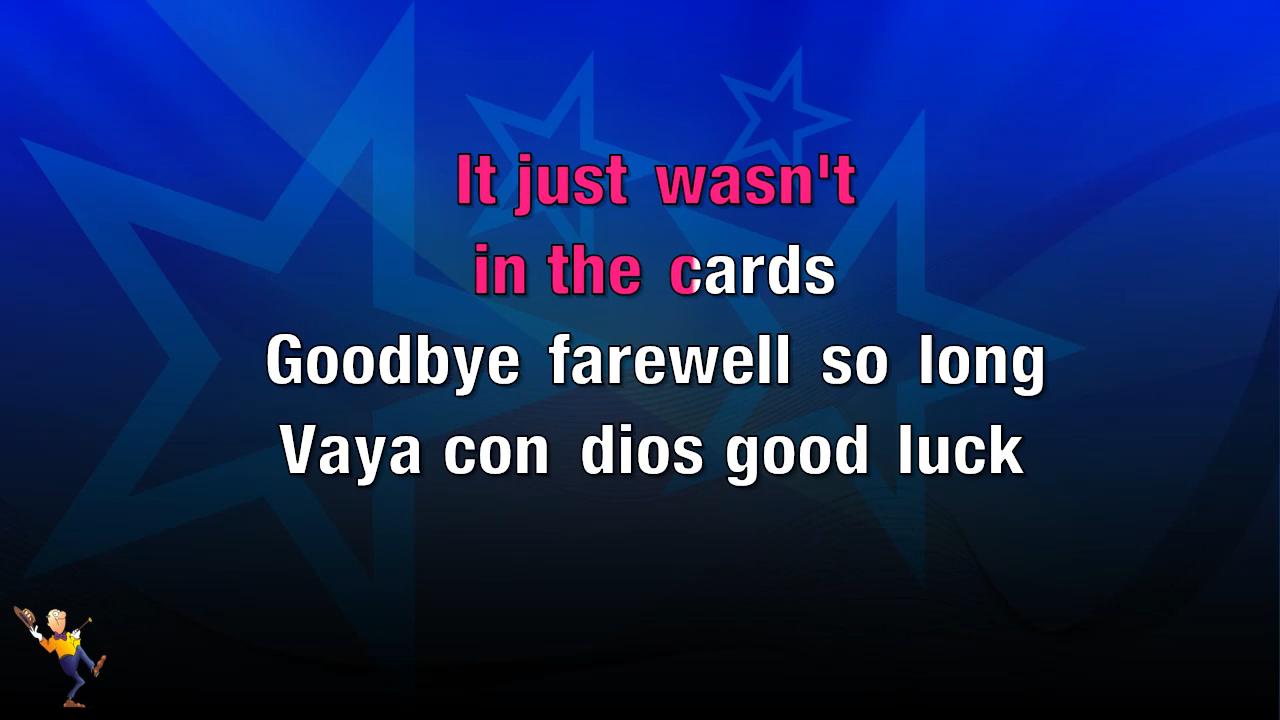 It just wasn't
in the cards
Goodbye farewell so long
Vaya con dios good luck